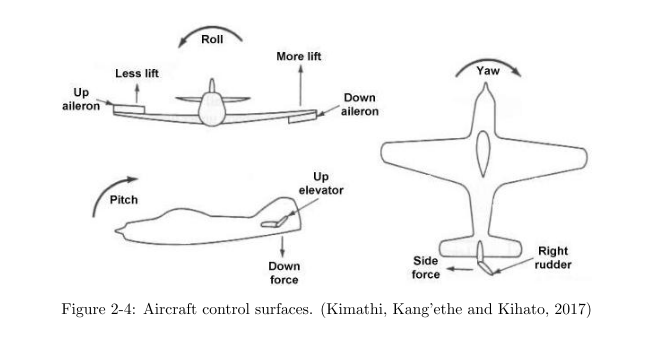 Roll
More lift
Less lift
Up
aileron
Down
aileron
Yaw
Pitch
Up
elevator
Down
force
Side
force
Right
rudder
Figure 2-4: Aircraft control surfaces. (Kimathi, Kang'ethe and Kihato, 2017)